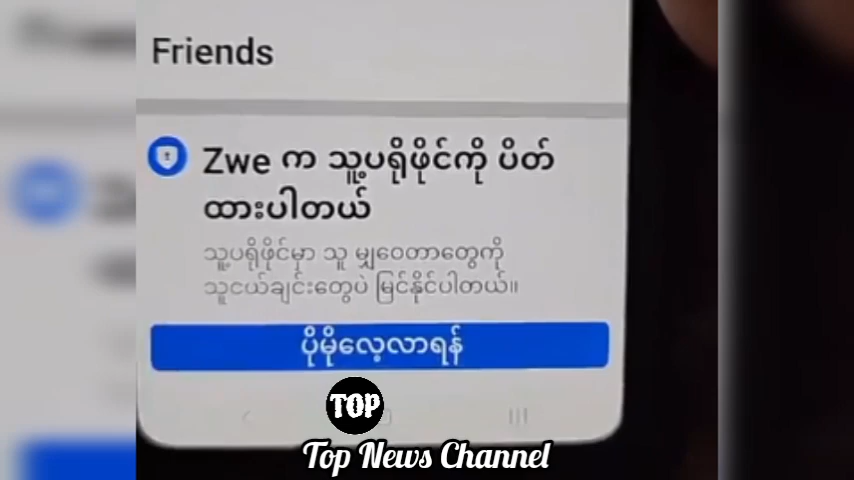 Friends
Zwe က သူ့ပရိုဖိုင်ကို ပိတ်
ထားပါတယ်
သူ့ပရိုဖိုင်မှာ သူ မျှဝေတာတွေကို
သူငယ်ချင်းတွေပဲ မြင်နိုင်ပါတယ်။
ပိုမိုလေ့လာရန်
TOP
Top News Channel